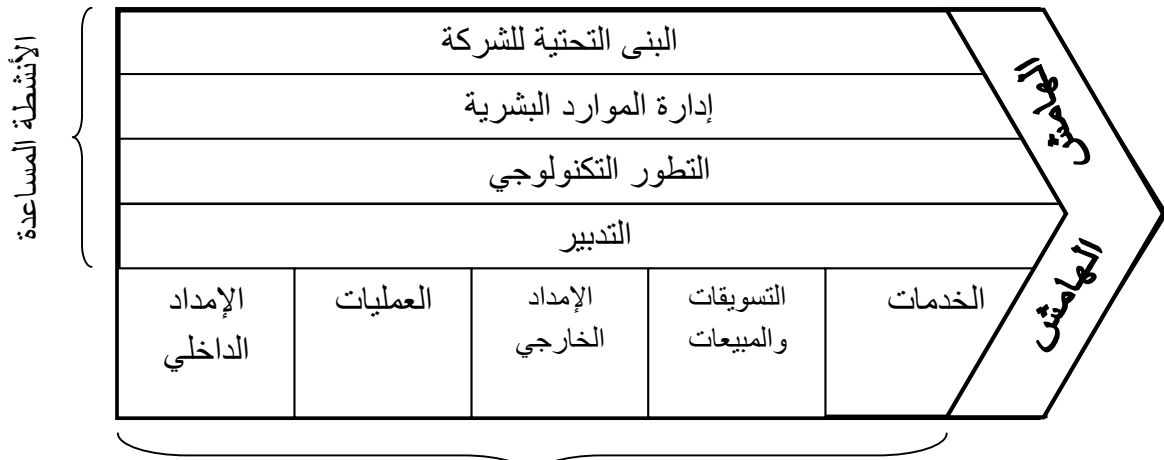 الأنشطة المساعدة
البنى التحتية للشركة
إدارة الموارد البشرية
التطور التكنولوجي
التدبير
الهامش
الهامش
الإمداد
الداخلي
العمليات
الإمداد
الخارجي
التسويقات
والمبيعات
الخدمات